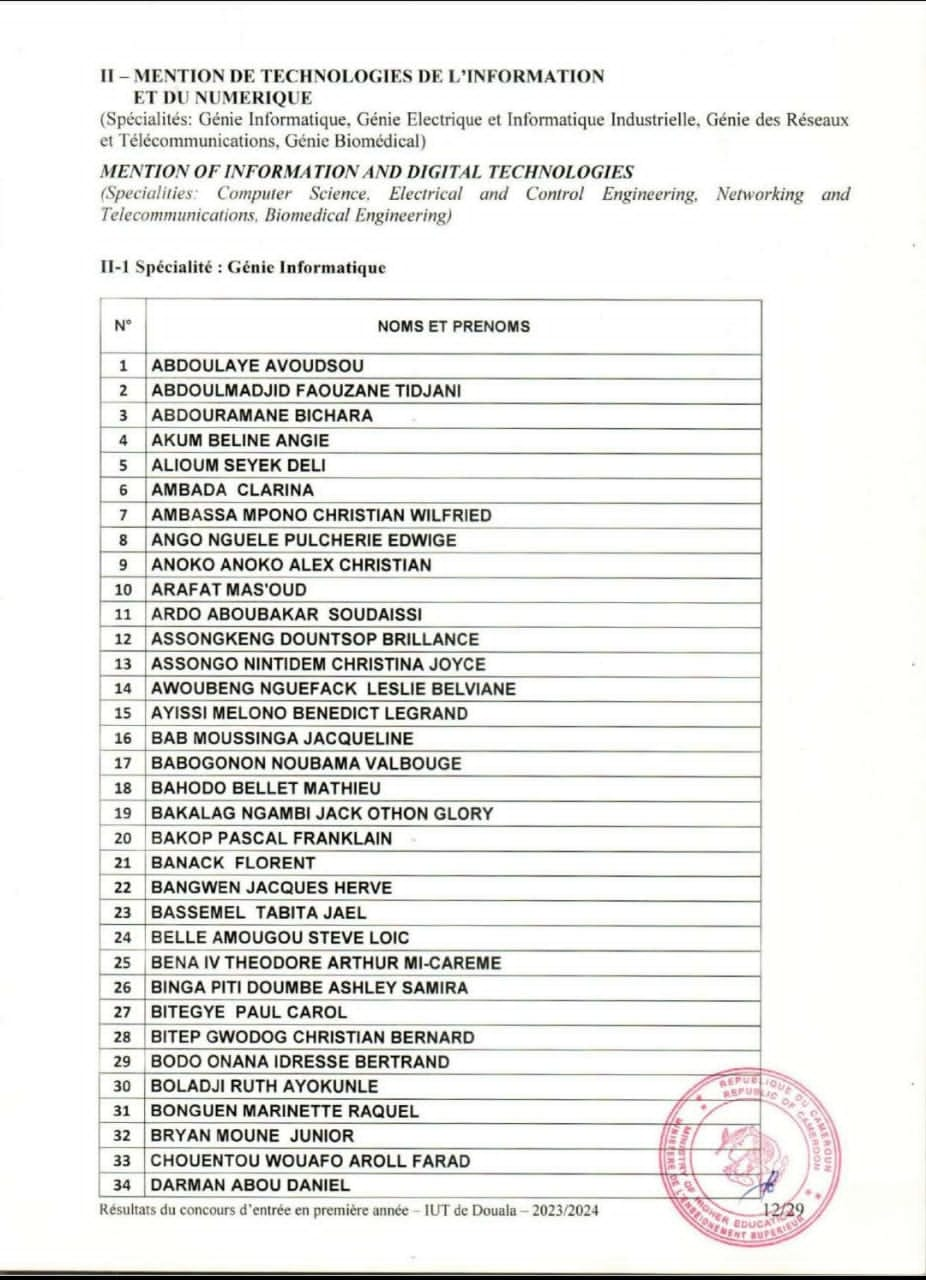 II – MENTION DE TECHNOLOGIES DE L'INFORMATION
ET DU NUMERIQUE
(Spécialités: Génie Informatique, Génie Electrique et Informatique Industrielle, Génie des Réseaux
et Télécommunications, Génie Biomédical)
MENTION OF INFORMATION AND DIGITAL TECHNOLOGIES
(Specialities: Computer Science, Electrical and Control Engineering, Networking and
Telecommunications, Biomedical Engineering)
II-1 Spécialité : Génie Informatique
N° NOMS ET PRENOMS
1 ABDOULAYE AVOUDSOU
2 ABDOULMADJID FAOUZANE TIDJANI
3 ABDOURAMANE BICHARA
4 AKUM BELINE ANGIE
5 ALIOUM SEYEK DELI
6 AMBADA CLARINA
7 AMBASSA MPONO CHRISTIAN WILFRIED
8 ANGO NGUELE PULCHERIE EDWIGE
9 ANOKO ANOKO ALEX CHRISTIAN
10 ARAFAT MAS'OUD
11 ARDO ABOUBAKAR SOUDAISSI
12 ASSONGKENG DOUNTSOP BRILLANCE
13 ASSONGO NINTIDEM CHRISTINA JOYCE
14 AWOUBENG NGUEFACK LESLIE BELVIANE
15 AYISSI MELONO BENEDICT LEGRAND
16 BAB MOUSSINGA JACQUELINE
17 BABOGONON NOUBAMA VALBOUGE
18 BAHODO BELLET MATHIEU
19 BAKALAG NGAMBI JACK OTHON GLORY
20 BAKOP PASCAL FRANKLAIN
21 BANACK FLORENT
22 BANGWEN JACQUES HERVE
23 BASSEMEL TABITA JAEL
24 BELLE AMOUGOU STEVE LOIC
25 BENA IV THEODORE ARTHUR MI-CAREME
26 BINGA PITI DOUMBE ASHLEY SAMIRA
27 BITEGYE PAUL CAROL
28 BITEP GWODOG CHRISTIAN BERNARD
29 BODO ONANA IDRESSE BERTRAND
30 BOLADJI RUTH AYOKUNLE
31 BONGUEN MARINETTE RAQUEL
32 BRYAN MOUNE JUNIOR
33 CHOUENTOU WOUAFO AROLL FARAD
34 DARMAN ABOU DANIEL
REPUBLIQUE DU CAMEROUN
REPUBLIC OF CAMEROON
MINISTERE DE L'ENSEIGNEMENT SUPERIEUR
MINISTRY OF HIGHER EDUCATION
Résultats du concours d'entrée en première année – IUT de Douala – 2023/2024 12/29